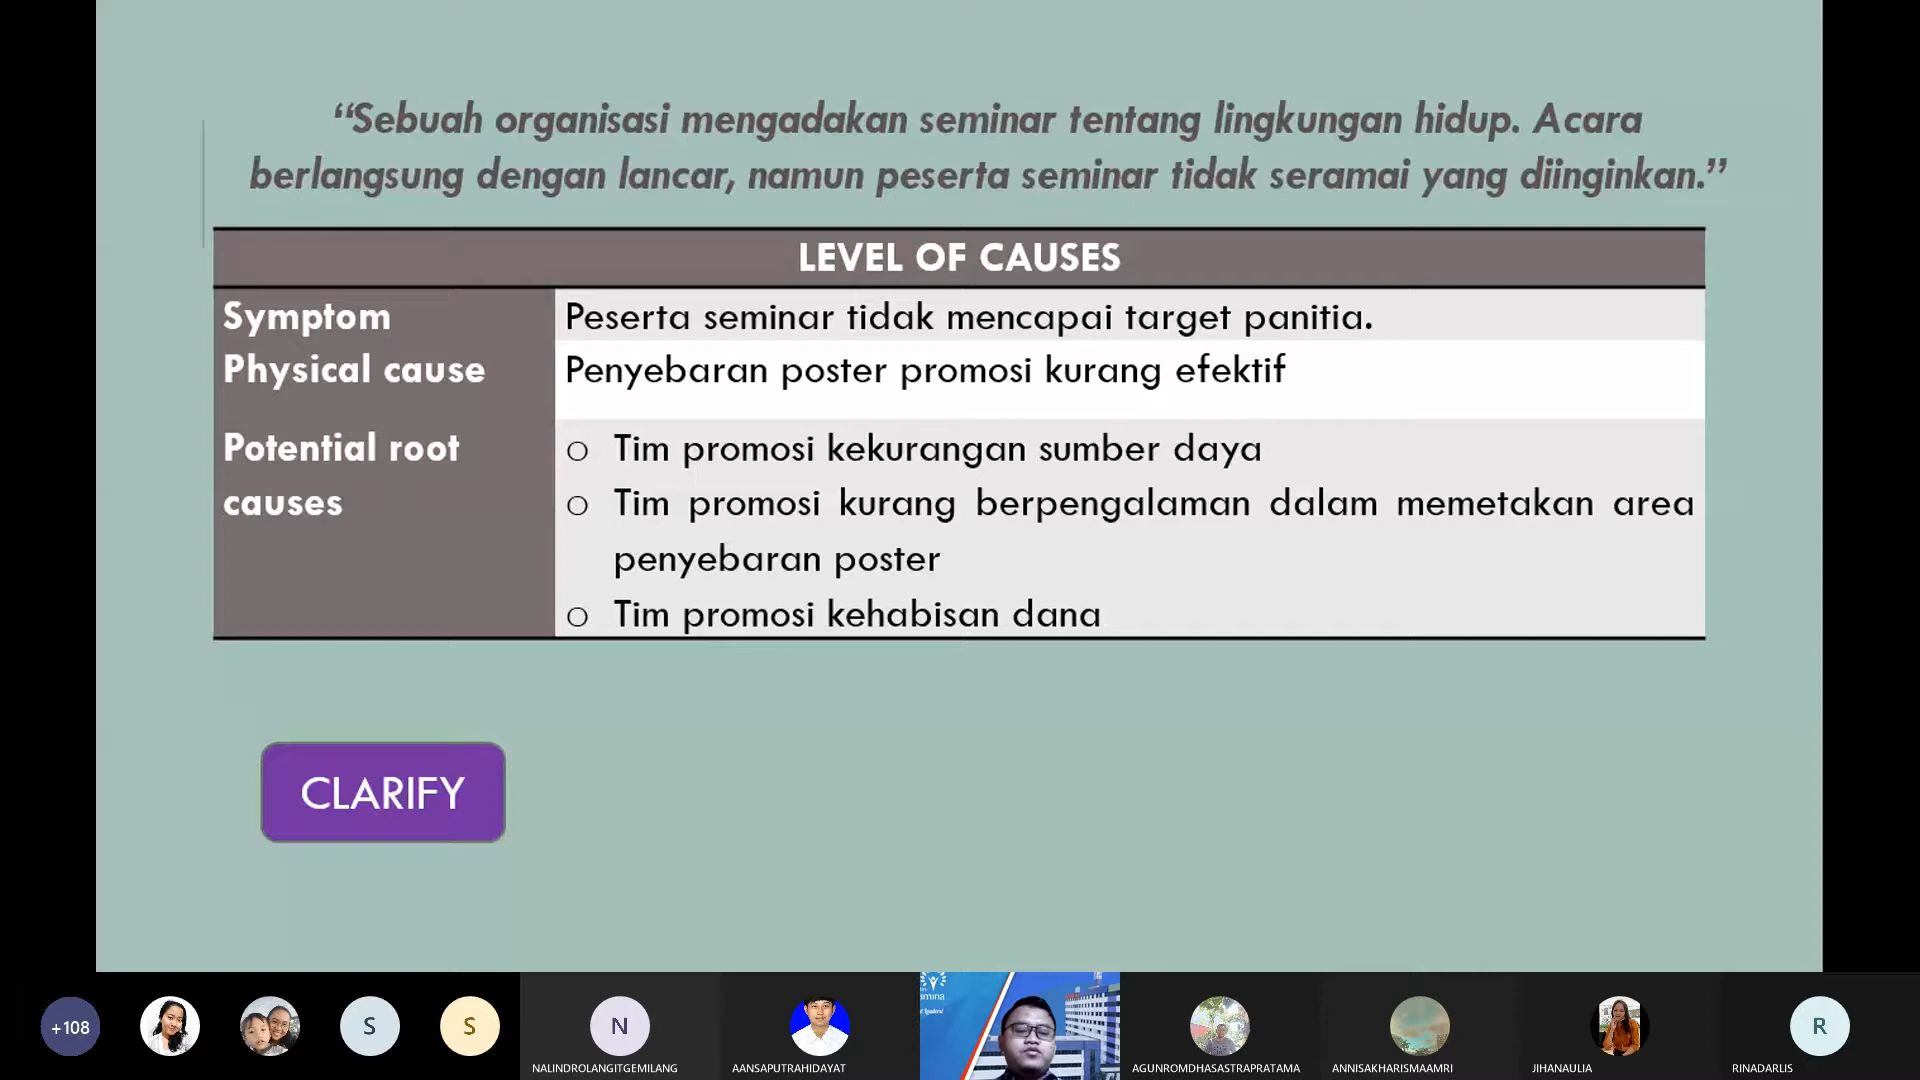 “Sebuah organisasi mengadakan seminar tentang lingkungan hidup. Acara
berlangsung dengan lancar, namun peserta seminar tidak seramai yang diinginkan.”
LEVEL OF CAUSES
Symptom
Peserta seminar tidak mencapai target panitia.
Physical cause
Penyebaran poster promosi kurang efektif
Potential root
causes
o Tim promosi kekurangan sumber daya
o Tim promosi kurang berpengalaman dalam memetakan area
penyebaran poster
o Tim promosi kehabisan dana
CLARIFY
+108
S
S
N
NALINDROLANGITGEMILANG
AANSAPUTRAHIDAYAT
AGUNROMDHASASTRAPRATAMA
ANNISAKHARISMAAMRI
JIHANAULIA
R
RINADARLIS